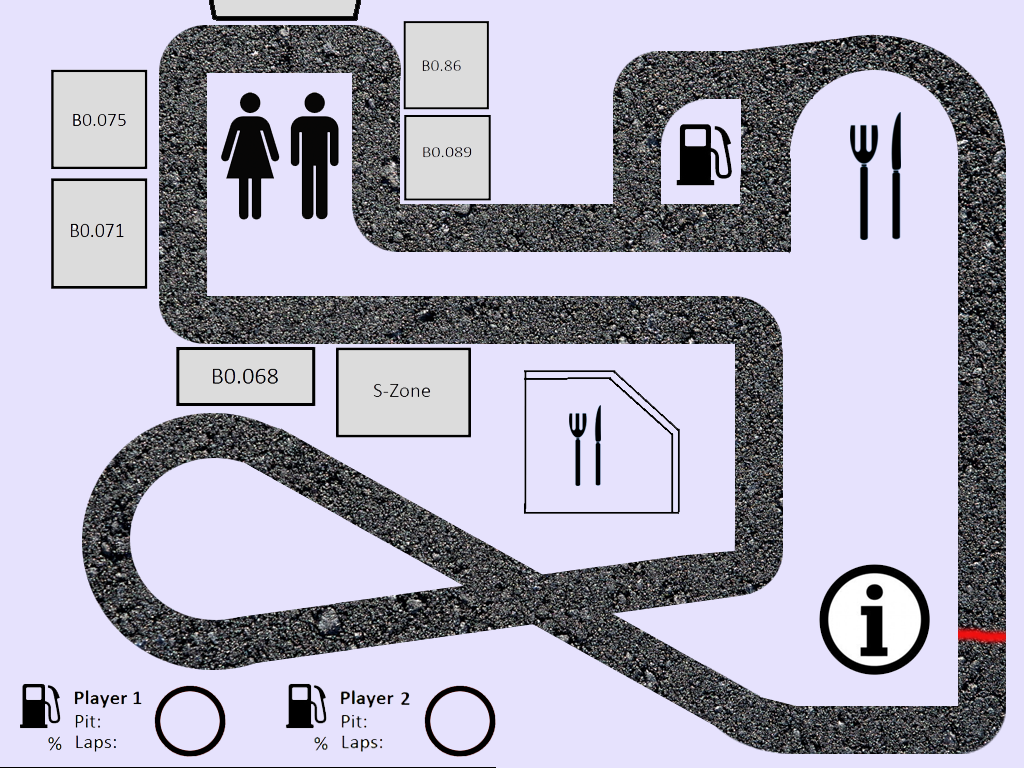 B0.86
B0.075
B0.089
B0.071
B0.068
S-Zone
i
Player 1
Pit:
% Laps:
Player 2
Pit:
% Laps: